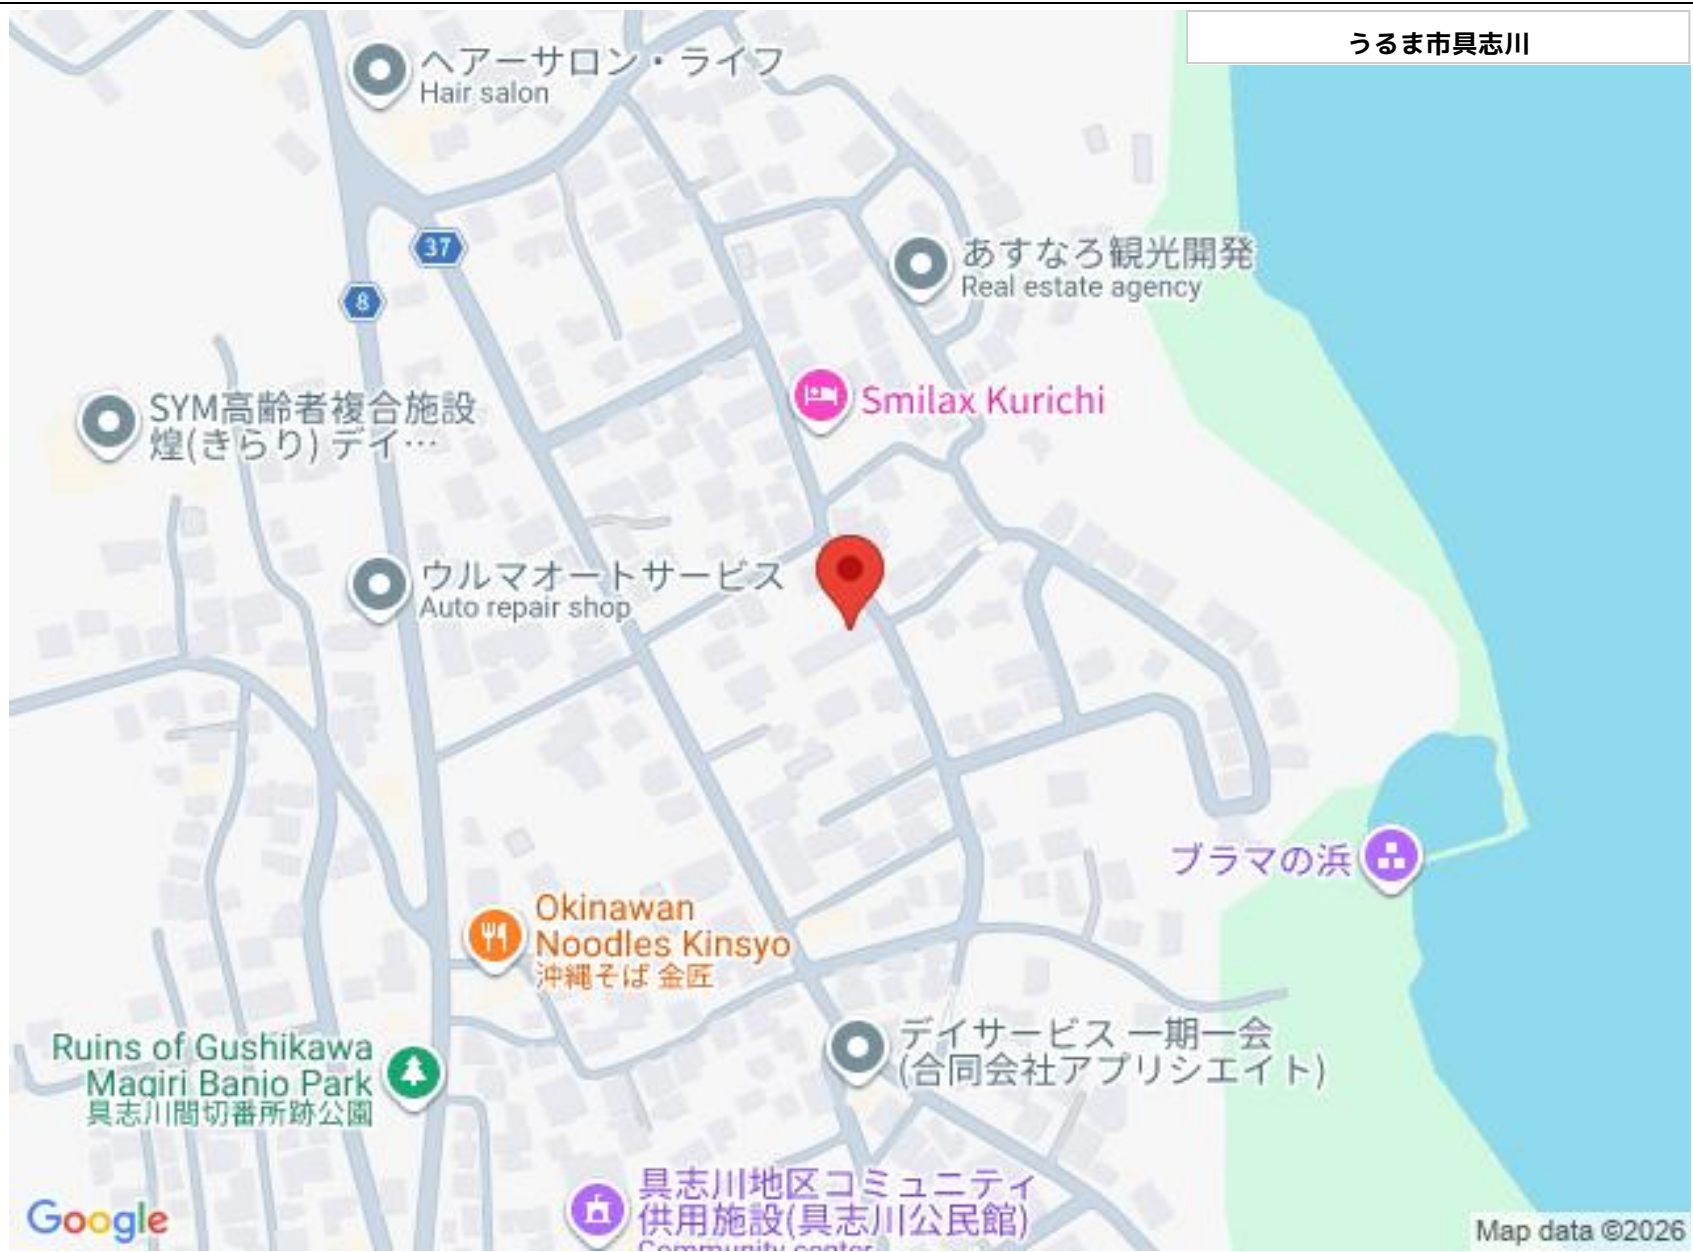 うるま市具志川
ヘアーサロン・ライフ
Hair salon
37
8
あすなろ観光開発
Real estate agency
SYM高齢者複合施設
煌(きらり) デイ…
Smilax Kurichi
ウルマオートサービス
Auto repair shop
ブラマの浜
Okinawan
Noodles Kinsyo
沖縄そば 金匠
デイサービス 一期一会
(合同会社アプリシエイト)
Ruins of Gushikawa
Magiri Banjo Park
具志川間切番所跡公園
具志川地区コミュニティ
供用施設(具志川公民館)
Community center
Google
Map data ©2026